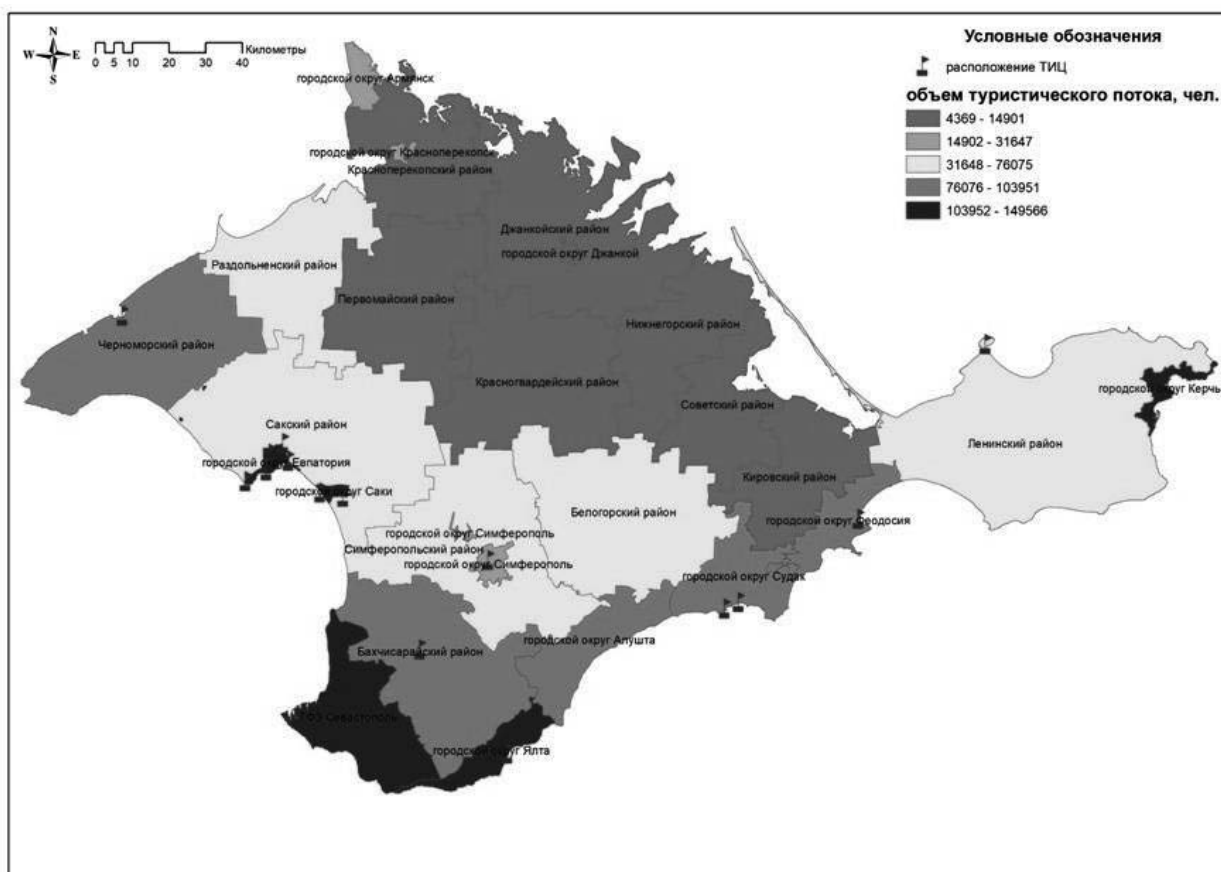 N
W E
S
Километры
0 5 10 20 30 40
Условные обозначения
расположение ТИЦ
объем туристического потока, чел.
4369 - 14901
14902 - 31647
31648 - 76075
76076 - 103951
103952 - 149566
городской округ Армянск
городской округ Красноперекопск
Красноперекопский район
Джанкойский район
городской округ Джанкой
Раздольненский район
Первомайский район
Нижнегорский район
Черноморский район
Красногвардейский район
городской округ Керчь
Советский район
Сакский район
Ленинский район
городской округ Евпатория
Кировский район
городской округ Саки
Белогорский район
городской округ Феодосия
городской округ Симферополь
Симферопольский район
городской округ Симферополь
городской округ Судак
городской округ Алушта
Бахчисарайский район
Севастополь
городской округ Ялта